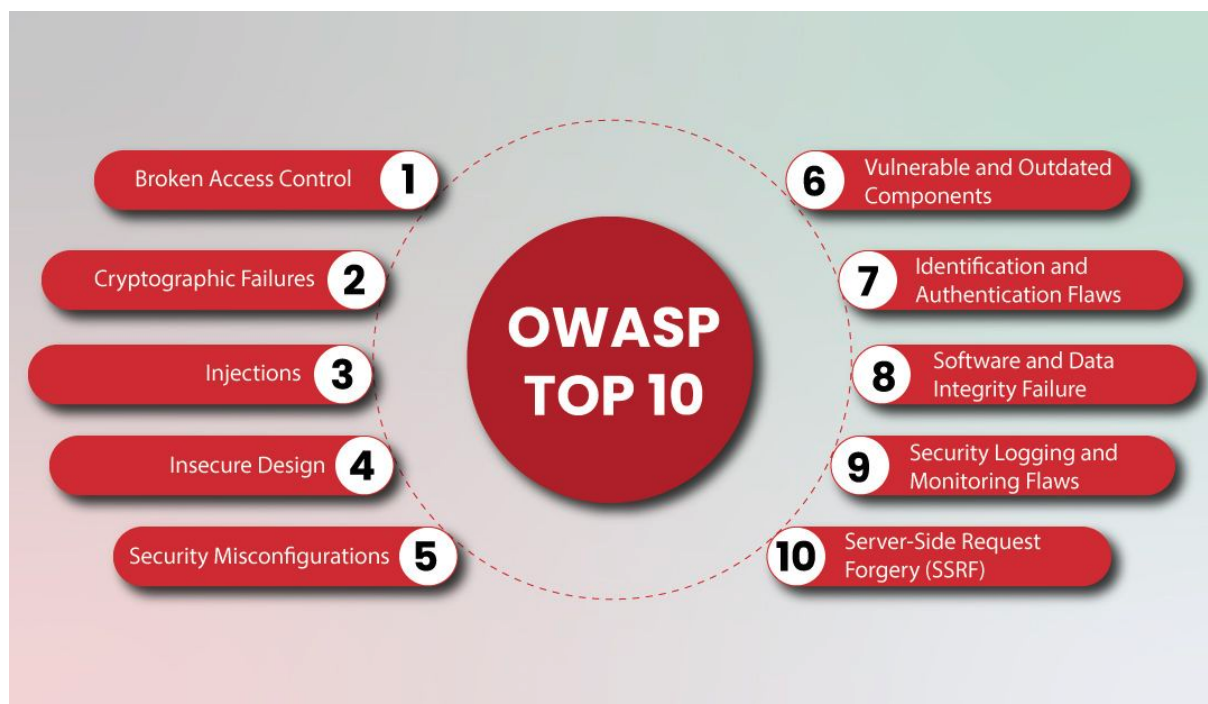 OWASP
TOP 10
Broken Access Control 1
Cryptographic Failures 2
Injections 3
Insecure Design 4
Security Misconfigurations 5
6 Vulnerable and Outdated
Components
7 Identification and
Authentication Flaws
8 Software and Data
Integrity Failure
9 Security Logging and
Monitoring Flaws
10 Server-Side Request
Forgery (SSRF)